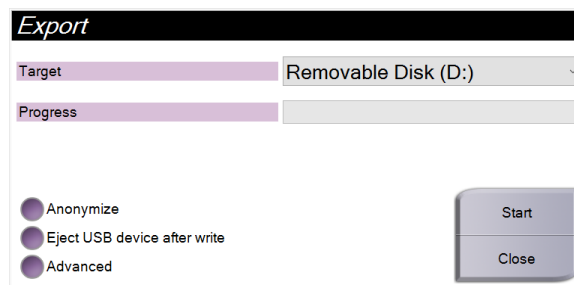 Export
Target
Removable Disk (D:)
Progress
Anonymize
Eject USB device after write
Advanced
Start
Close